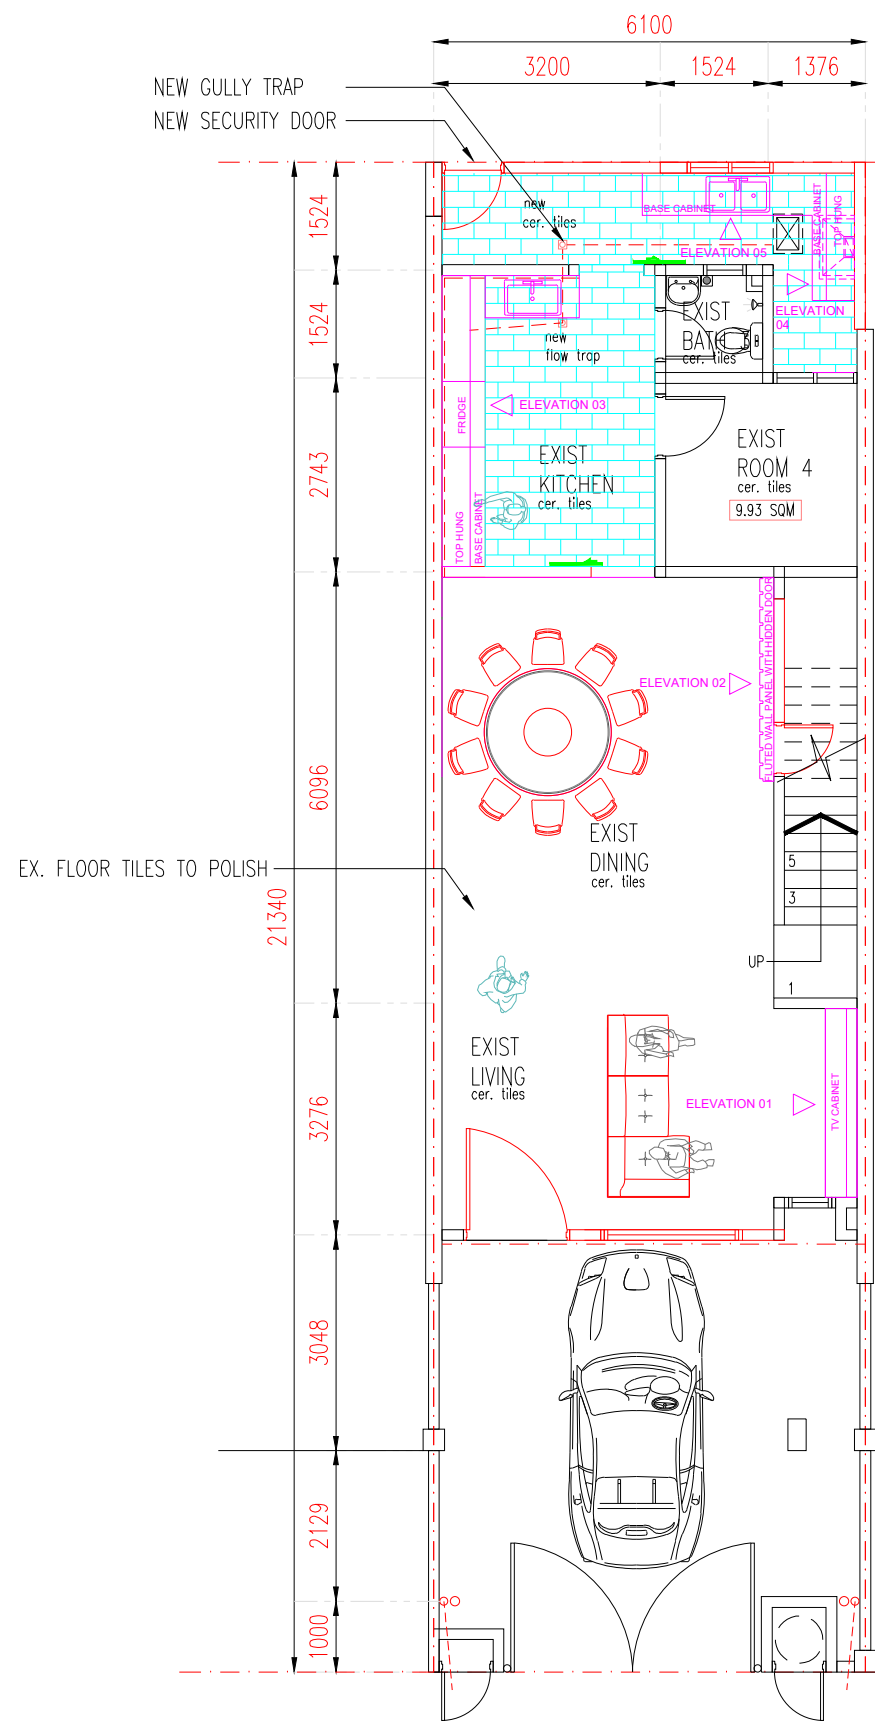 6100
3200
1524
1376
NEW GULLY TRAP
NEW SECURITY DOOR
1524
new
cer. tiles
BASE CABINET
BASE CABINET
TOP HUNG
ELEVATION 05
ELEVATION
04
1524
EXIST
BATH
cer. tiles
new
flow trap
FRIDGE
ELEVATION 03
2743
EXIST
KITCHEN
cer. tiles
EXIST
ROOM 4
cer. tiles
9.93 SQM
TOP HUNG
BASE CABINET
FLUTED WALL PANEL WITH HIDDEN DOOR
ELEVATION 02
6096
EXIST
DINING
cer. tiles
EX. FLOOR TILES TO POLISH
21340
5
3
UP
1
EXIST
LIVING
cer. tiles
3276
ELEVATION 01
TV CABINET
3048
2129
1000